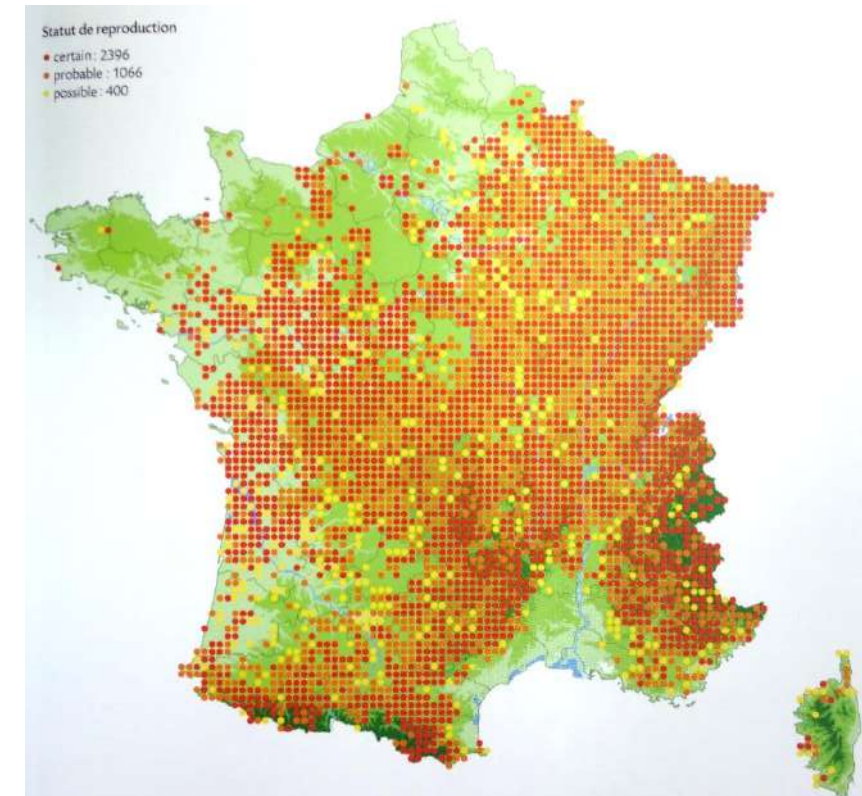 Statut de reproduction
certain : 2396
probable : 1066
possible : 400